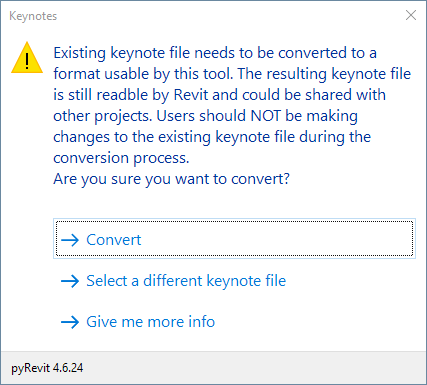 Keynotes
Existing keynote file needs to be converted to a
format usable by this tool. The resulting keynote file
is still readble by Revit and could be shared with
other projects. Users should NOT be making
changes to the existing keynote file during the
conversion process.
Are you sure you want to convert?
Convert
Select a different keynote file
Give me more info
pyRevit 4.6.24